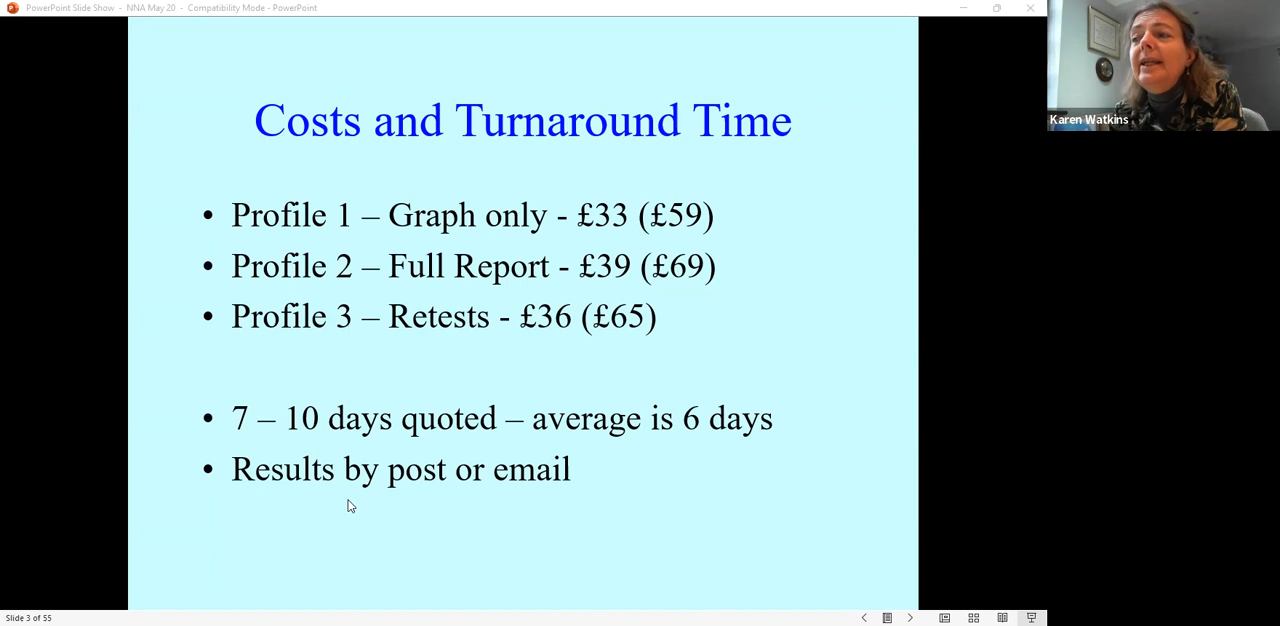 PowerPoint Slide Show - NNA May 20 - Compatibility Mode - PowerPoint
Karen Watkins
Costs and Turnaround Time
• Profile 1 – Graph only - £33 (£59)
• Profile 2 – Full Report - £39 (£69)
• Profile 3 – Retests - £36 (£65)
• 7 – 10 days quoted – average is 6 days
• Results by post or email
Slide 3 of 55